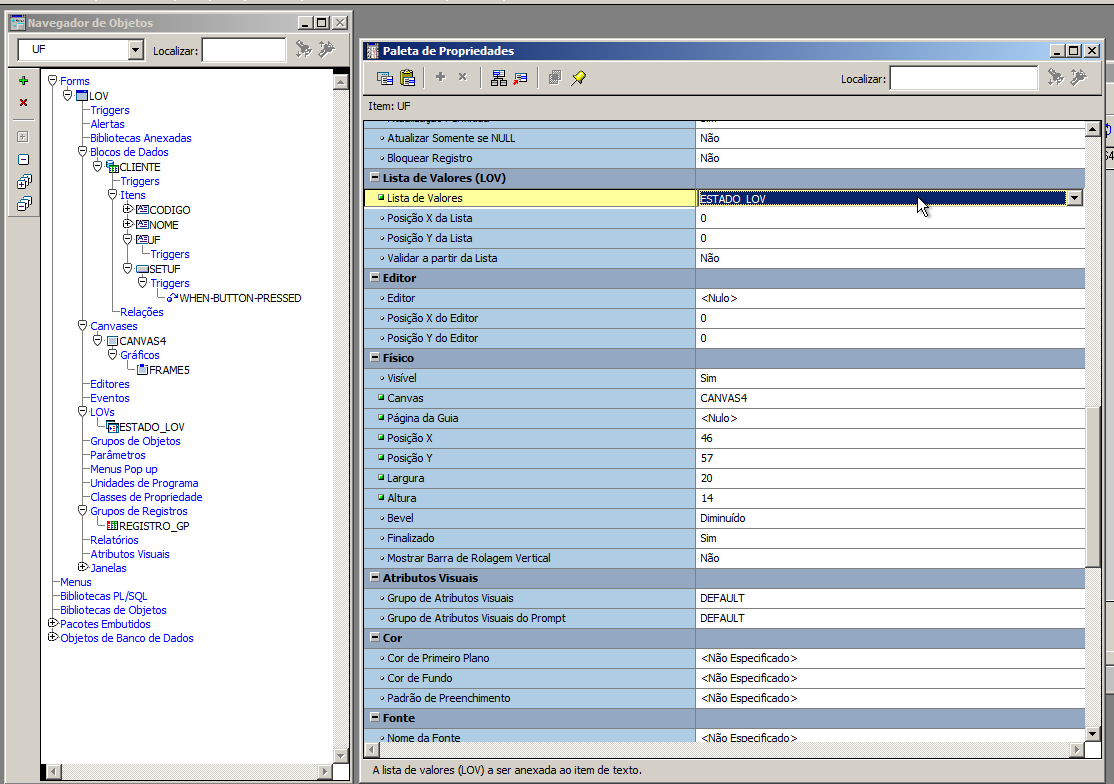 Navegador de Objetos
UF
Localizar:
Forms
LOV
Triggers
Alertas
Bibliotecas Anexadas
Blocos de Dados
CLIENTE
Triggers
Itens
CODIGO
NOME
UF
Triggers
SETUF
Triggers
WHEN-BUTTON-PRESSED
Relações
Canvases
CANVAS4
Gráficos
FRAME5
Editores
Eventos
LOVs
ESTADO_LOV
Grupos de Objetos
Parâmetros
Menus Pop up
Unidades de Programa
Classes de Propriedade
Grupos de Registros
REGISTRO_GP
Relatórios
Atributos Visuais
Janelas
Menus
Bibliotecas PL/SQL
Bibliotecas de Objetos
Pacotes Embutidos
Objetos de Banco de Dados
Paleta de Propriedades
Localizar:
Item: UF
Atualizar Somente se NULL Não
Bloquear Registro Não
Lista de Valores (LOV)
Lista de Valores ESTADO_LOV
Posição X da Lista 0
Posição Y da Lista 0
Validar a partir da Lista Não
Editor
Editor <Nulo>
Posição X do Editor 0
Posição Y do Editor 0
Físico
Visível Sim
Canvas CANVAS4
Página da Guia <Nulo>
Posição X 46
Posição Y 57
Largura 20
Altura 14
Bevel Diminuído
Finalizado Sim
Mostrar Barra de Rolagem Vertical Não
Atributos Visuais
Grupo de Atributos Visuais DEFAULT
Grupo de Atributos Visuais do Prompt DEFAULT
Cor
Cor de Primeiro Plano <Não Especificado>
Cor de Fundo <Não Especificado>
Padrão de Preenchimento <Não Especificado>
Fonte
Nome da Fonte <Não Especificado>
A lista de valores (LOV) a ser anexada ao item de texto.